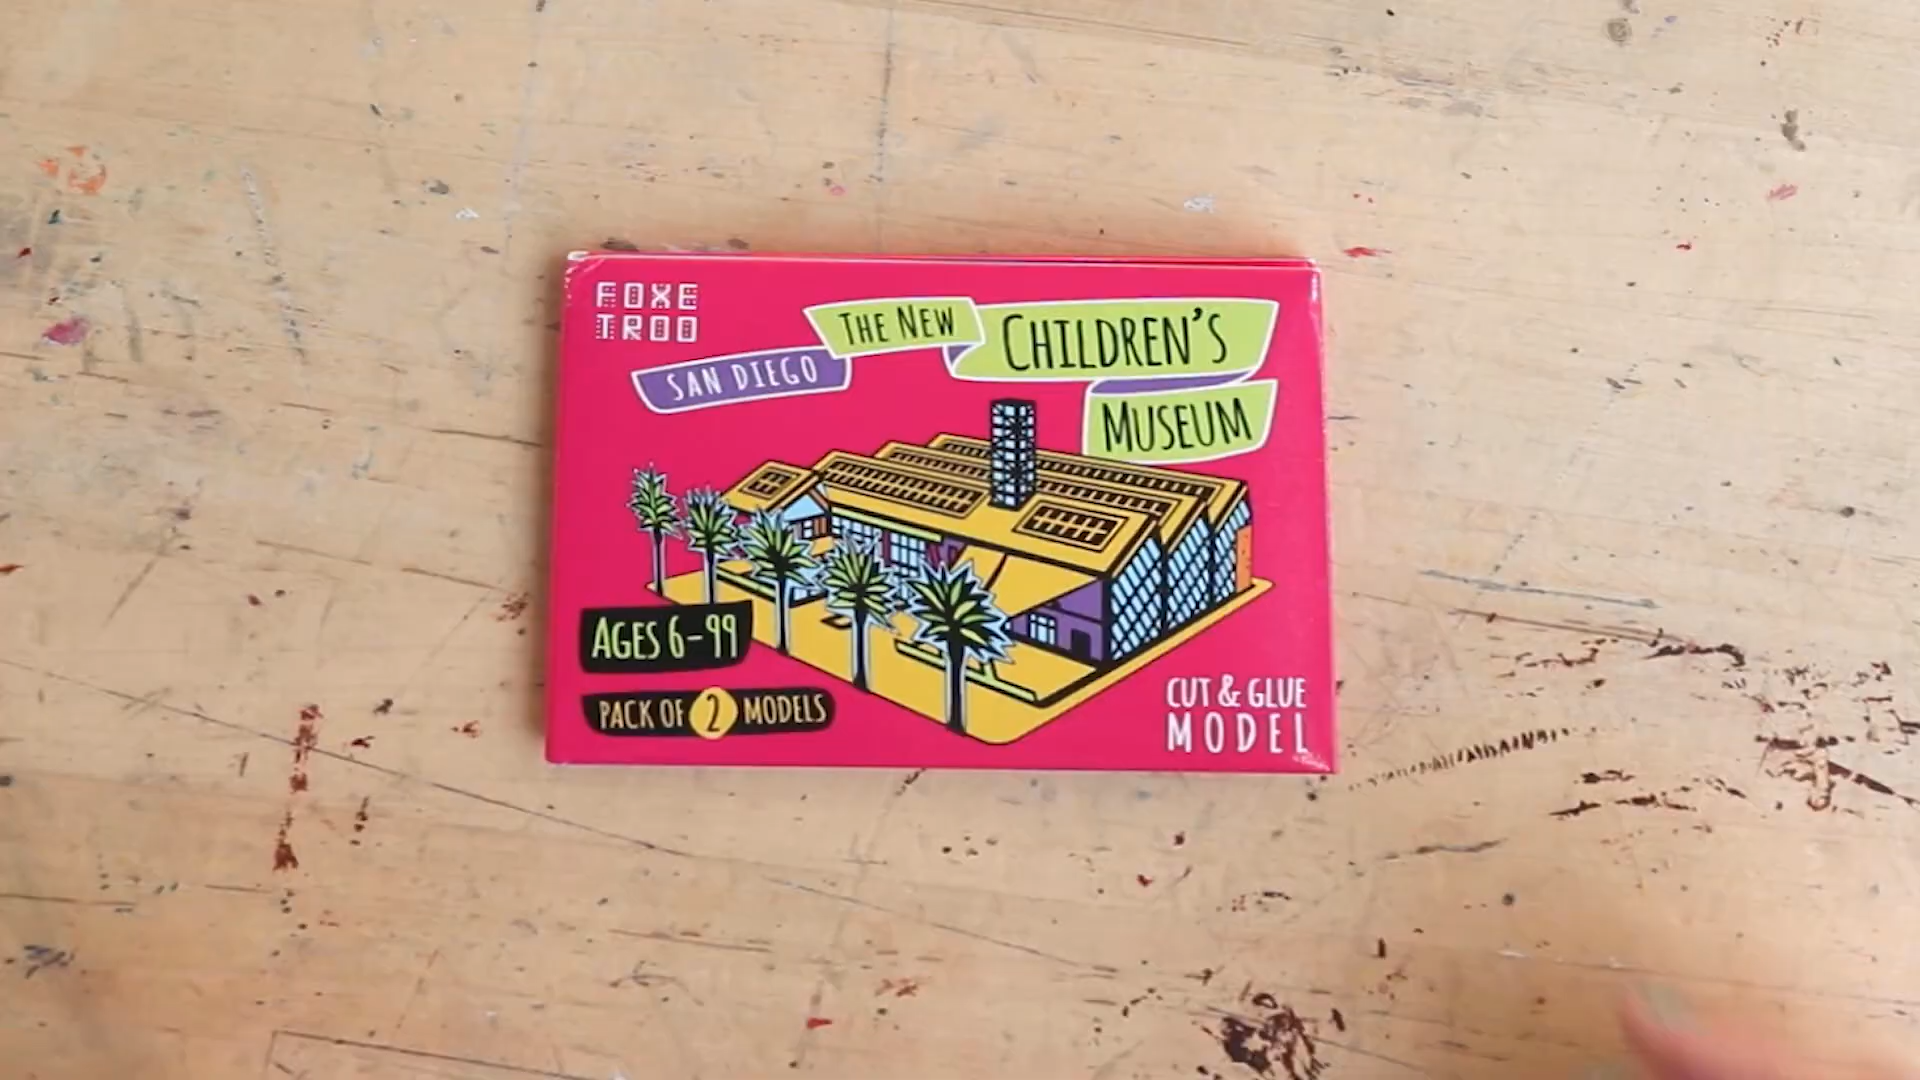 FOXE
TROO
SAN DIEGO
THE NEW
CHILDREN'S
MUSEUM
AGES 6-99
PACK OF 2 MODELS
CUT & GLUE
MODEL